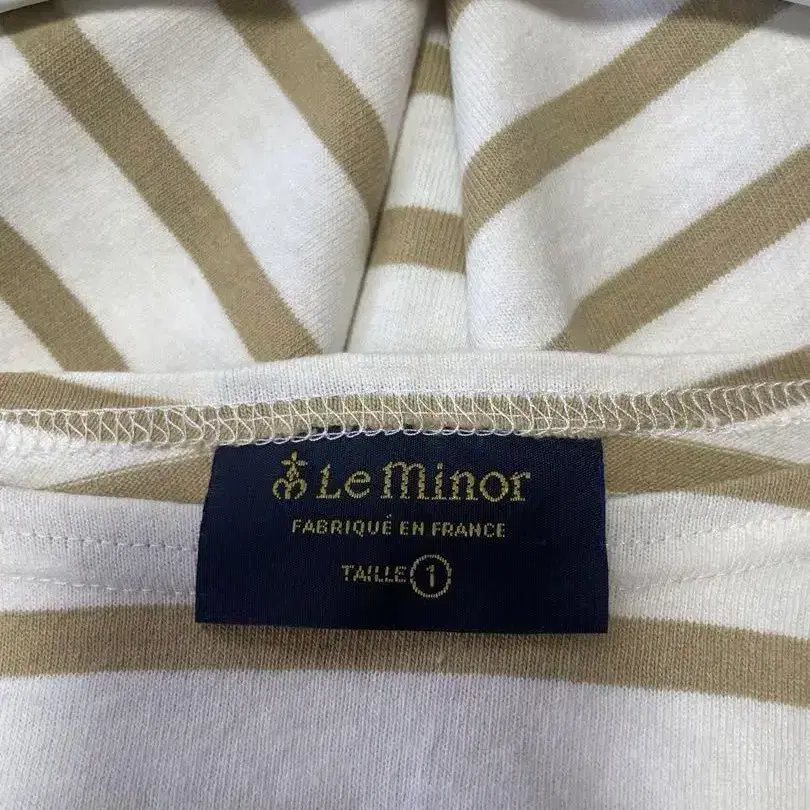 Le Minor
FABRIQUÉ EN FRANCE
TAILLE 1